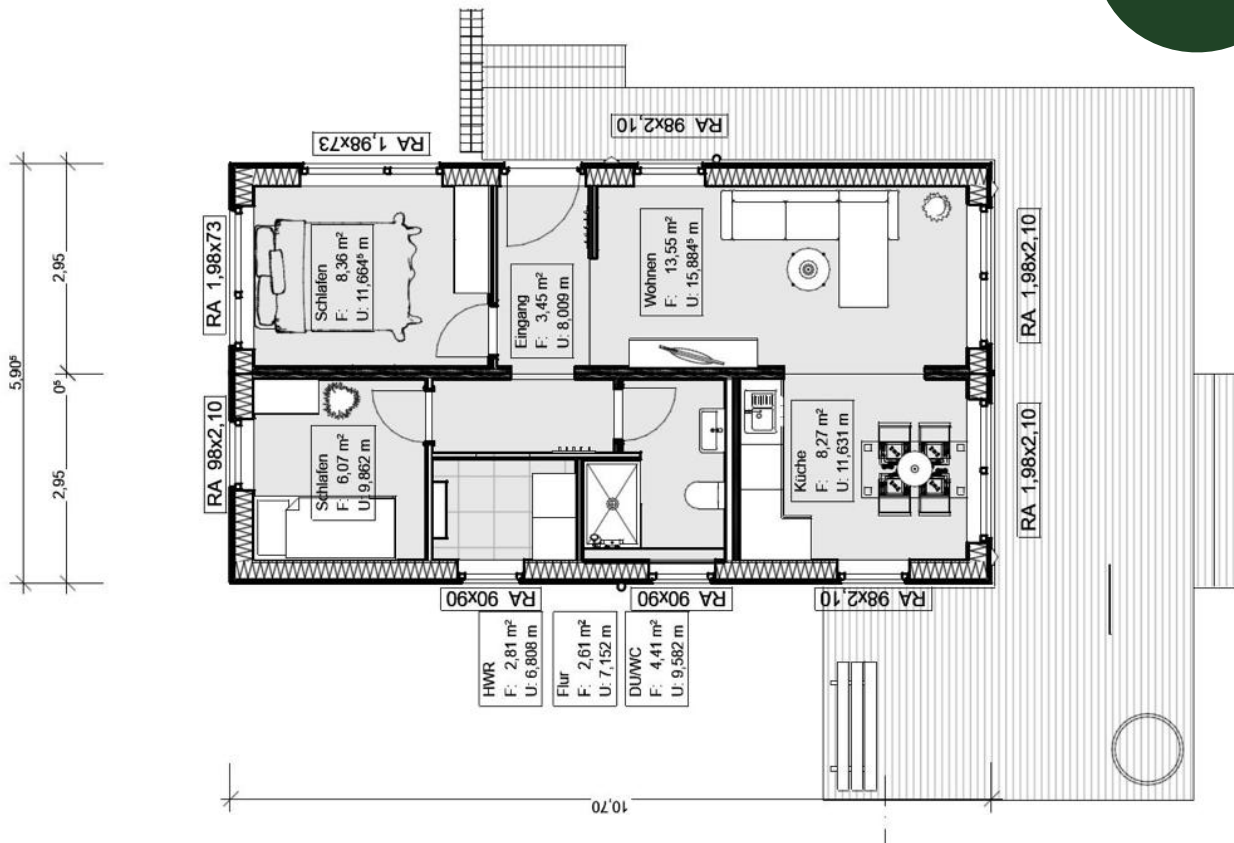 RA 1,98x73
RA 98x2,10
5,90⁵
2,95
0⁵
2,95
RA 1,98x73
RA 98x2,10
Schlafen
F: 8,36 m²
U: 11,664⁵ m
Eingang
F: 3,45 m²
U: 8,009 m
Wohnen
F: 13,55 m²
U: 15,884⁵ m
RA 1,98x2,10
Schlafen
F: 6,07 m²
U: 9,862 m
Küche
F: 8,27 m²
U: 11,631 m
RA 1,98x2,10
RA 90x90
RA 90x90
RA 98x2,10
HWR
F: 2,81 m²
U: 6,808 m
Flur
F: 2,61 m²
U: 7,152 m
DU/WC
F: 4,41 m²
U: 9,582 m
10,70